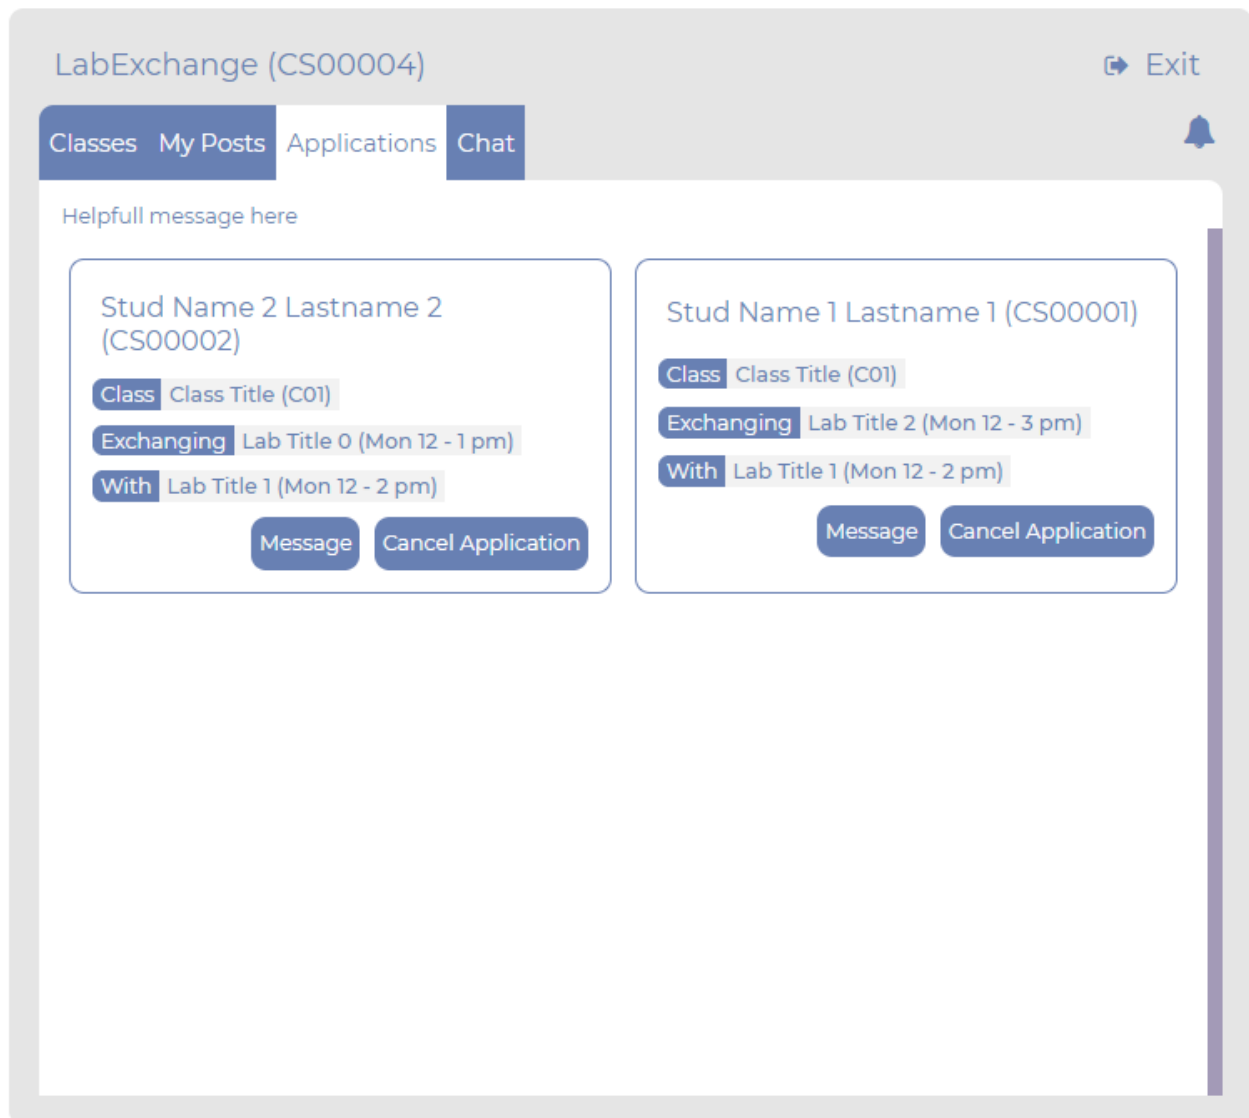 LabExchange (CS00004)
Exit
Classes My Posts Applications Chat
Helpfull message here
Stud Name 2 Lastname 2
(CS00002)
Class Class Title (C01)
Exchanging Lab Title 0 (Mon 12 - 1 pm)
With Lab Title 1 (Mon 12 - 2 pm)
Message Cancel Application
Stud Name 1 Lastname 1 (CS00001)
Class Class Title (C01)
Exchanging Lab Title 2 (Mon 12 - 3 pm)
With Lab Title 1 (Mon 12 - 2 pm)
Message Cancel Application